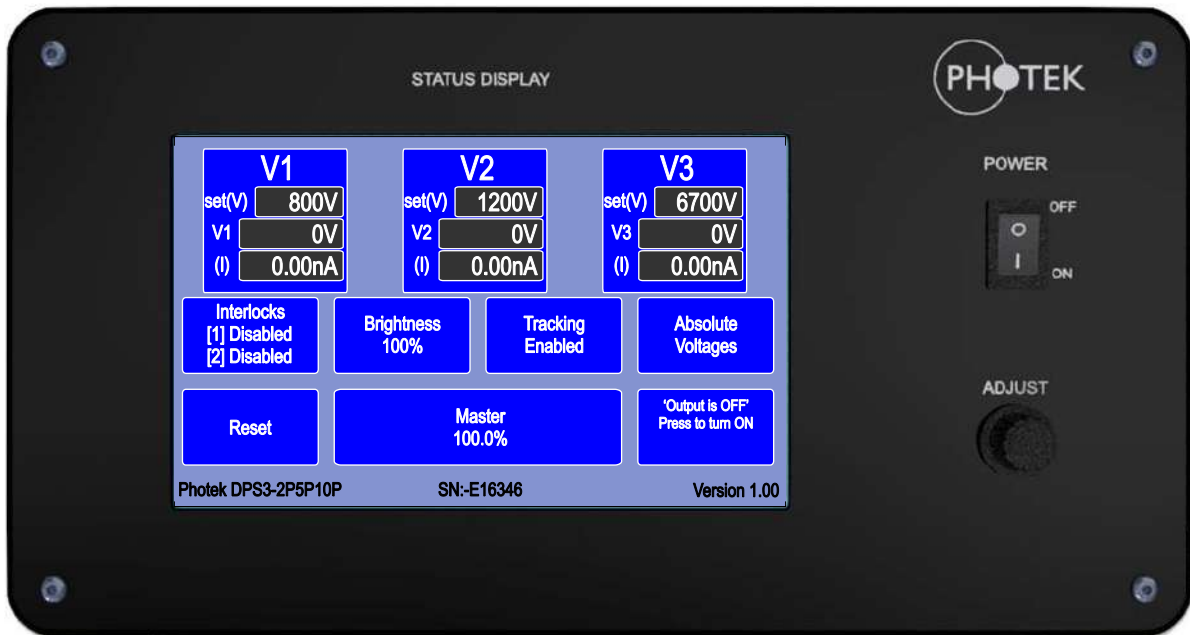 STATUS DISPLAY
PHOTEK
POWER
OFF
O
I
ON
ADJUST
V1
set(V) 800V
V1 0V
(I) 0.00nA
V2
set(V) 1200V
V2 0V
(I) 0.00nA
V3
set(V) 6700V
V3 0V
(I) 0.00nA
Interlocks
[1] Disabled
[2] Disabled
Brightness
100%
Tracking
Enabled
Absolute
Voltages
Reset
Master
100.0%
'Output is OFF'
Press to turn ON
Photek DPS3-2P5P10P
SN:-E16346
Version 1.00